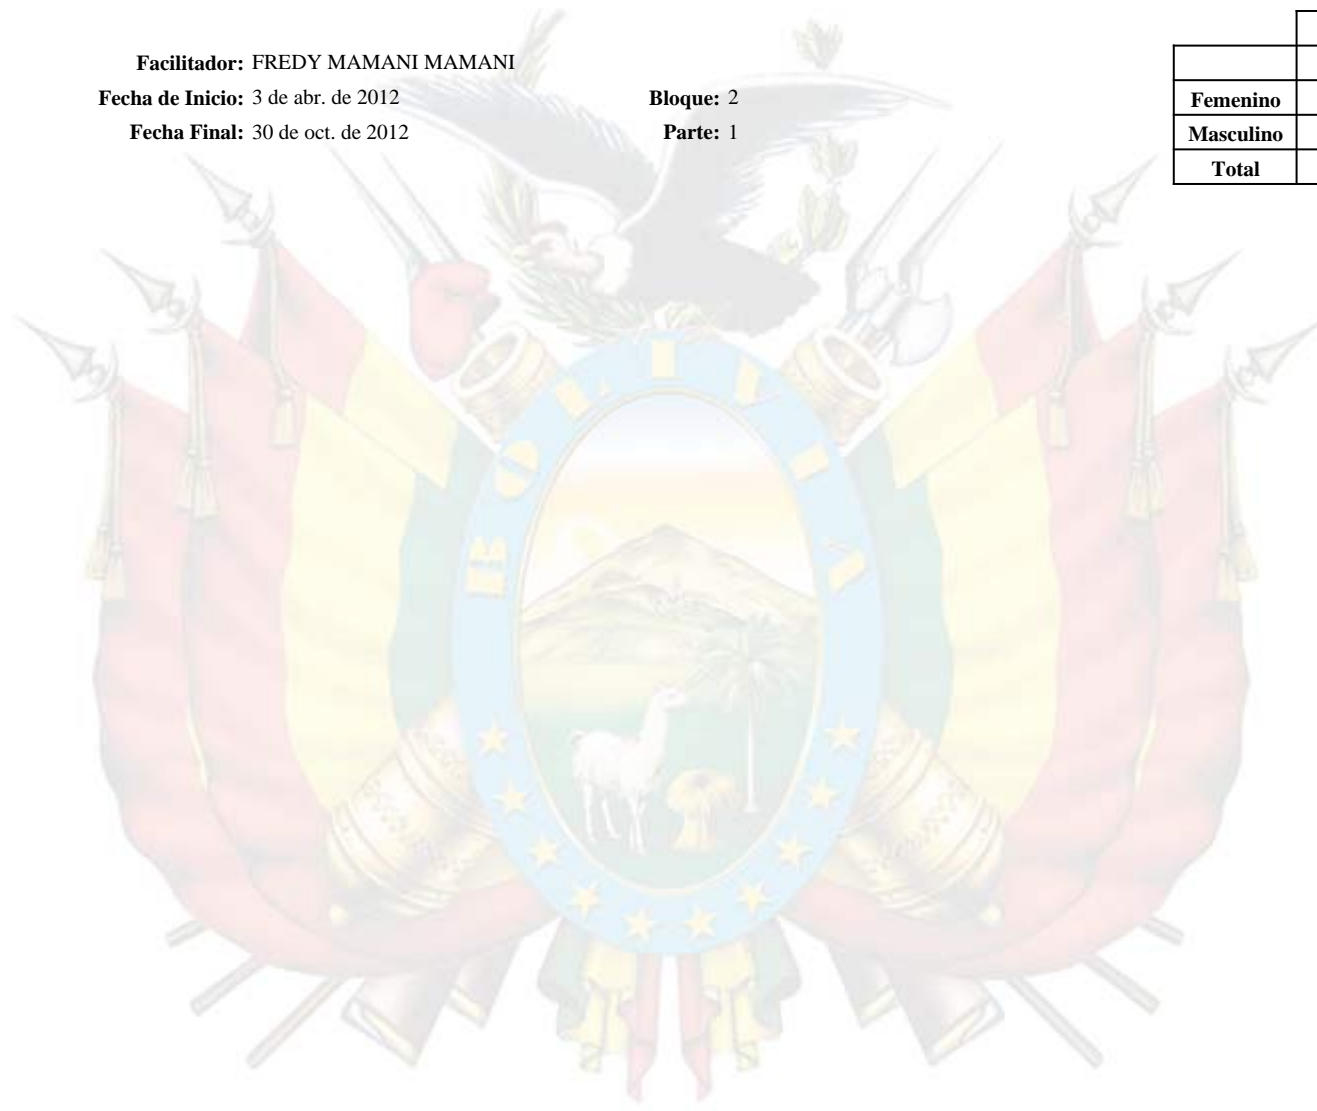 Facilitador: FREDY MAMANI MAMANI
Fecha de Inicio: 3 de abr. de 2012 Bloque: 2
Fecha Final: 30 de oct. de 2012 Parte: 1
Femenino
Masculino
Total
BOLIVIA